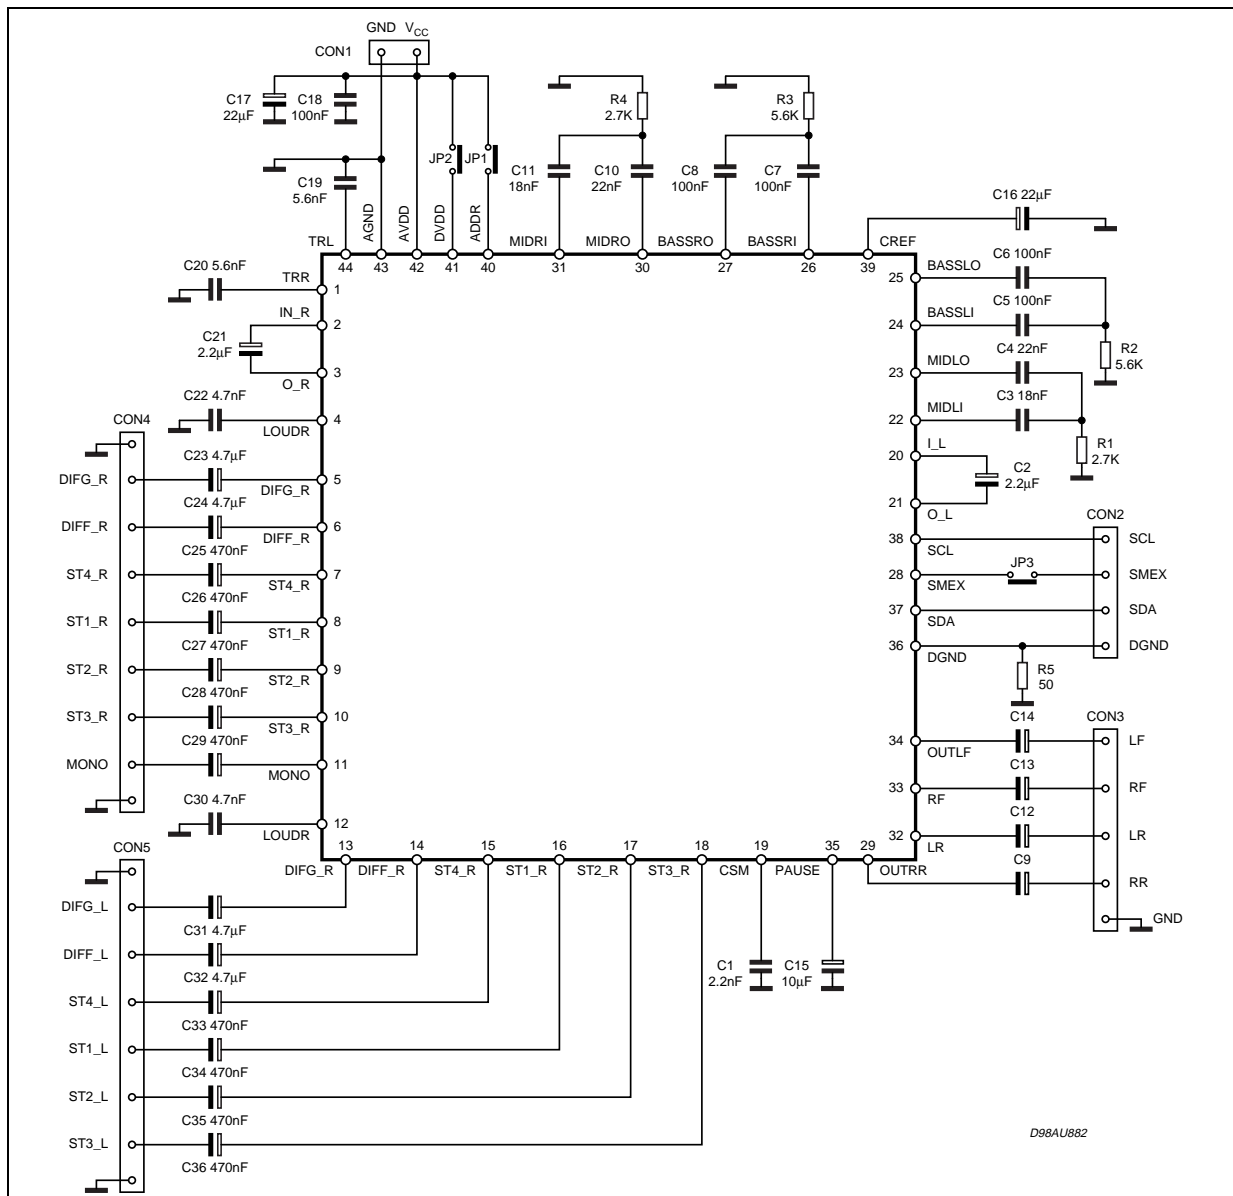 GND VCC
CON1
C17
22µF
C18
100nF
R4
2.7K
R3
5.6K
JP2
JP1
C19
5.6nF
C11
18nF
C10
22nF
C8
100nF
C7
100nF
C16 22µF
TRL
AGND
AVDD
DVDD
ADDR
MIDRI
MIDRO
BASSRO
BASSRI
CREF
44
43
42
41
40
31
30
27
26
39
C20 5.6nF
TRR
1
IN_R
2
C21
2.2µF
3
O_R
C22 4.7nF
4
LOUDR
CON4
C23 4.7µF
DIFG_R
5
DIFG_R
C24 4.7µF
DIFF_R
6
DIFF_R
C25 470nF
ST4_R
7
ST4_R
C26 470nF
ST1_R
8
ST1_R
C27 470nF
ST2_R
9
ST2_R
C28 470nF
ST3_R
10
ST3_R
C29 470nF
MONO
11
MONO
C30 4.7nF
12
LOUDR
25
BASSLO
C6 100nF
24
BASSLI
C5 100nF
R2
5.6K
23
MIDLO
C4 22nF
22
MIDLI
C3 18nF
R1
2.7K
20
I_L
C2
2.2µF
21
O_L
CON2
38
SCL
SCL
28
SMEX
JP3
SMEX
37
SDA
SDA
36
DGND
DGND
R5
50
CON3
34
OUTLF
C14
LF
33
RF
C13
RF
32
LR
C12
LR
C9
RR
GND
13
14
15
16
17
18
19
35
29
DIFG_R
DIFF_R
ST4_R
ST1_R
ST2_R
ST3_R
CSM
PAUSE
OUTRR
CON5
DIFG_L
C31 4.7µF
DIFF_L
C32 4.7µF
ST4_L
C33 470nF
ST1_L
C34 470nF
ST2_L
C35 470nF
ST3_L
C36 470nF
C1
2.2nF
C15
10µF
D98AU882